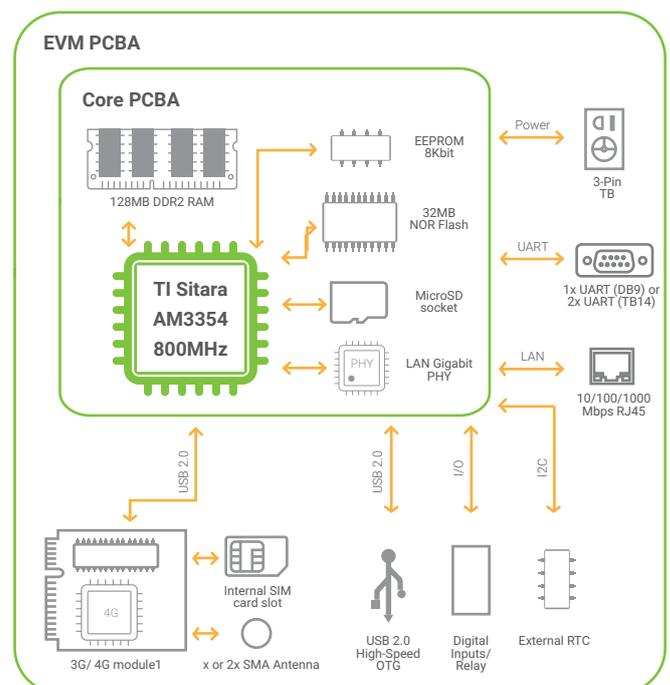 EVM PCBA
Core PCBA
128MB DDR2 RAM
TI Sitara
AM3354
800MHz
EEPROM
8Kbit
32MB
NOR Flash
MicroSD
socket
PHY
LAN Gigabit
PHY
Power
3-Pin
TB
UART
1x UART (DB9) or
2x UART (TB14)
LAN
10/100/1000
Mbps RJ45
USB 2.0
USB 2.0
I/O
I2C
4G
3G/ 4G module1
Internal SIM
card slot
x or 2x SMA Antenna
USB 2.0
High-Speed
OTG
Digital
Inputs/
Relay
External RTC